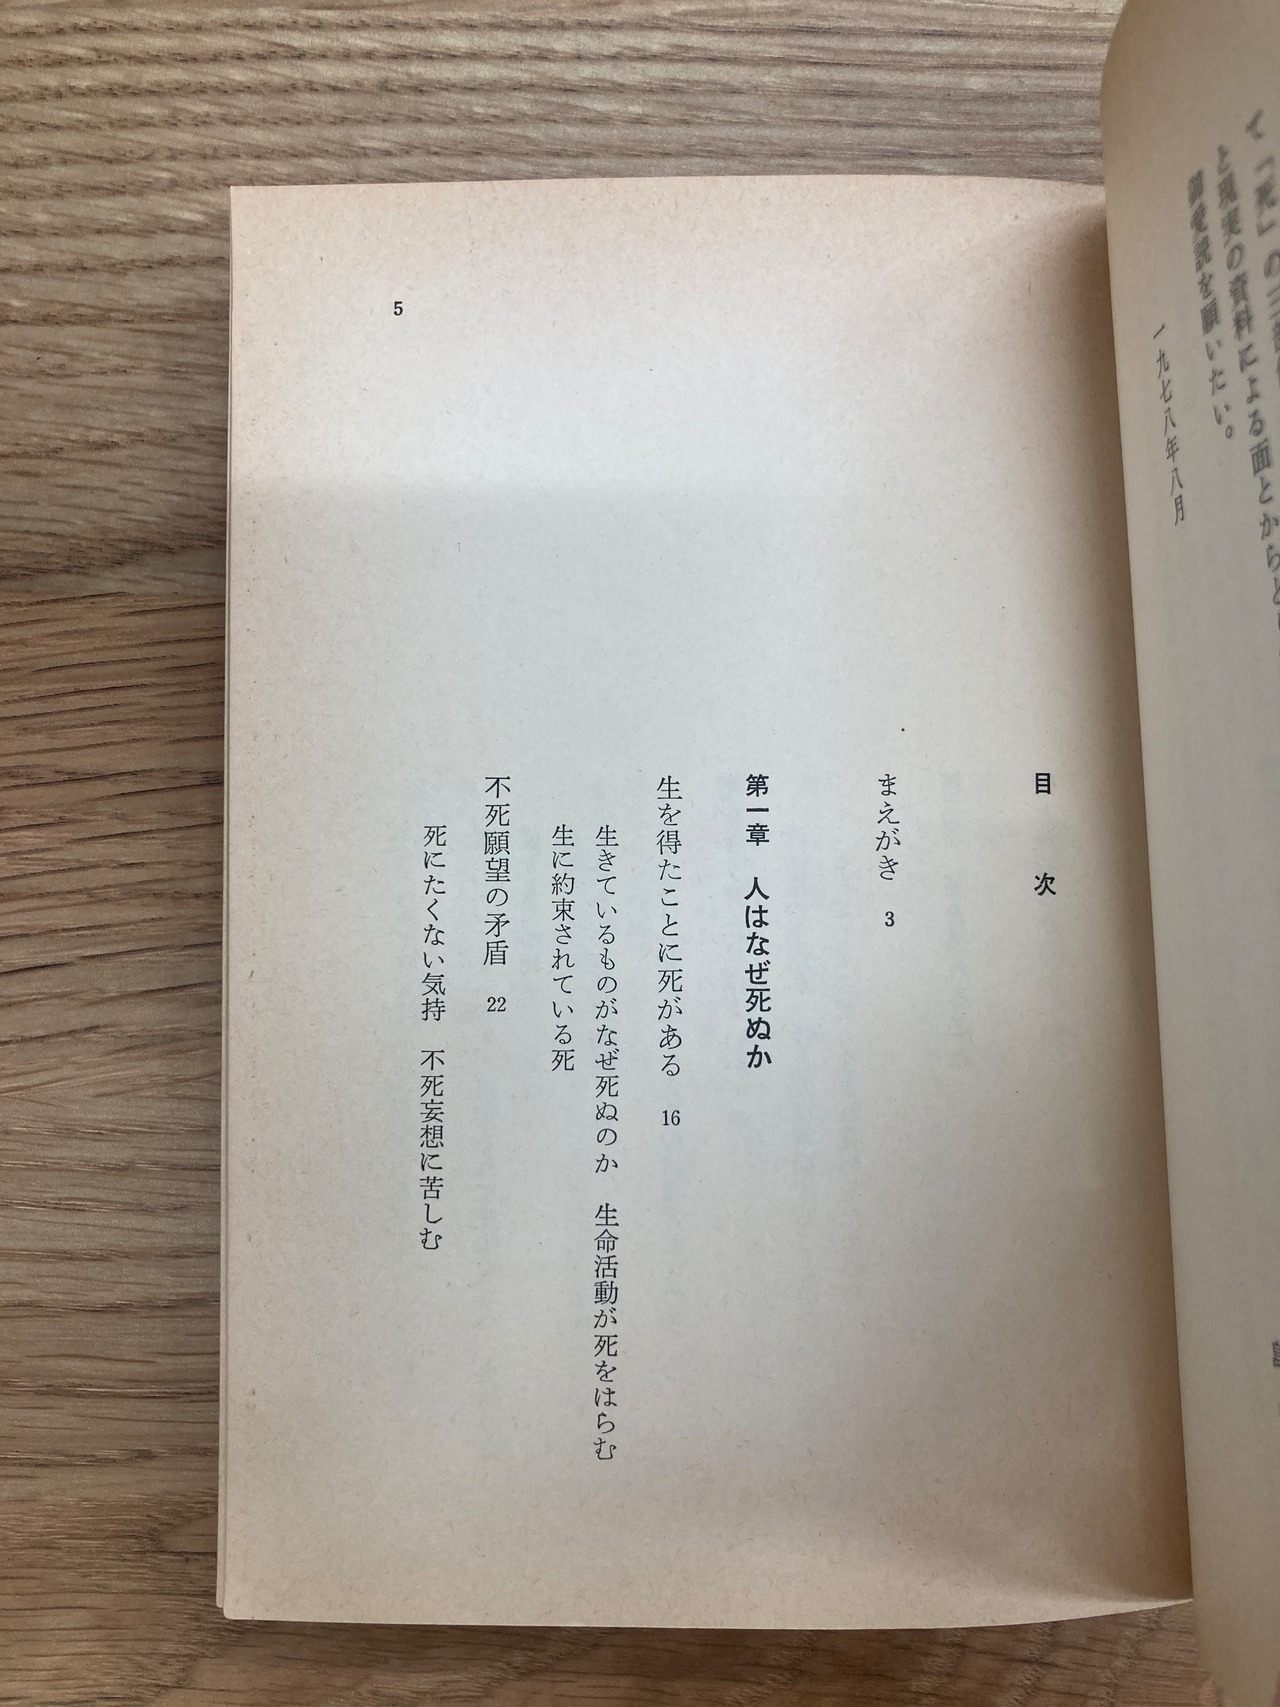 「死」の
と現実の資料による面とからと
御愛読を願いたい。
一九七八年八月
目次
まえがき 3
第一章 人はなぜ死ぬか
生を得たことに死がある 16
生きているものがなぜ死ぬのか 生命活動が死をはらむ
生に約束されている死
不死願望の矛盾 22
死にたくない気持 不死妄想に苦しむ
5